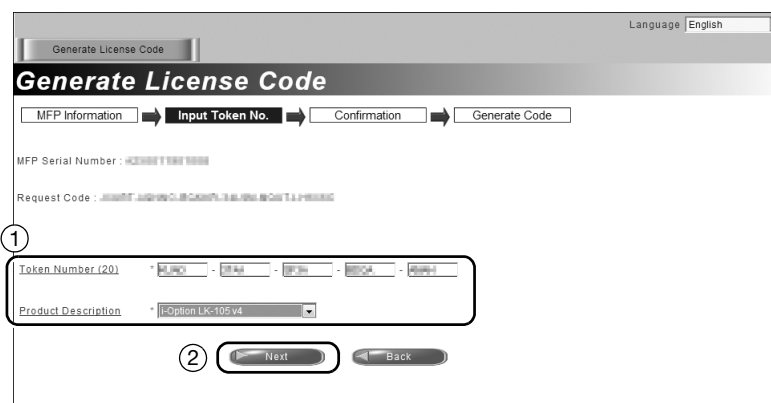 Language English
Generate License Code
Generate License Code
MFP Information Input Token No. Confirmation Generate Code
MFP Serial Number :
Request Code :
1
Token Number (20) * - - - -
Product Description * i-Option LK-105 v4
2 Next Back